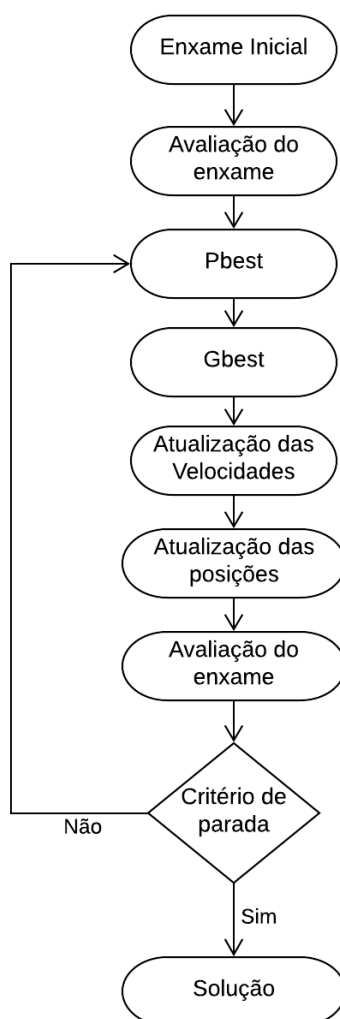 Enxame Inicial
Avaliação do
enxame
Pbest
Gbest
Atualização das
Velocidades
Atualização das
posições
Avaliação do
enxame
Critério de
parada
Não
Sim
Solução